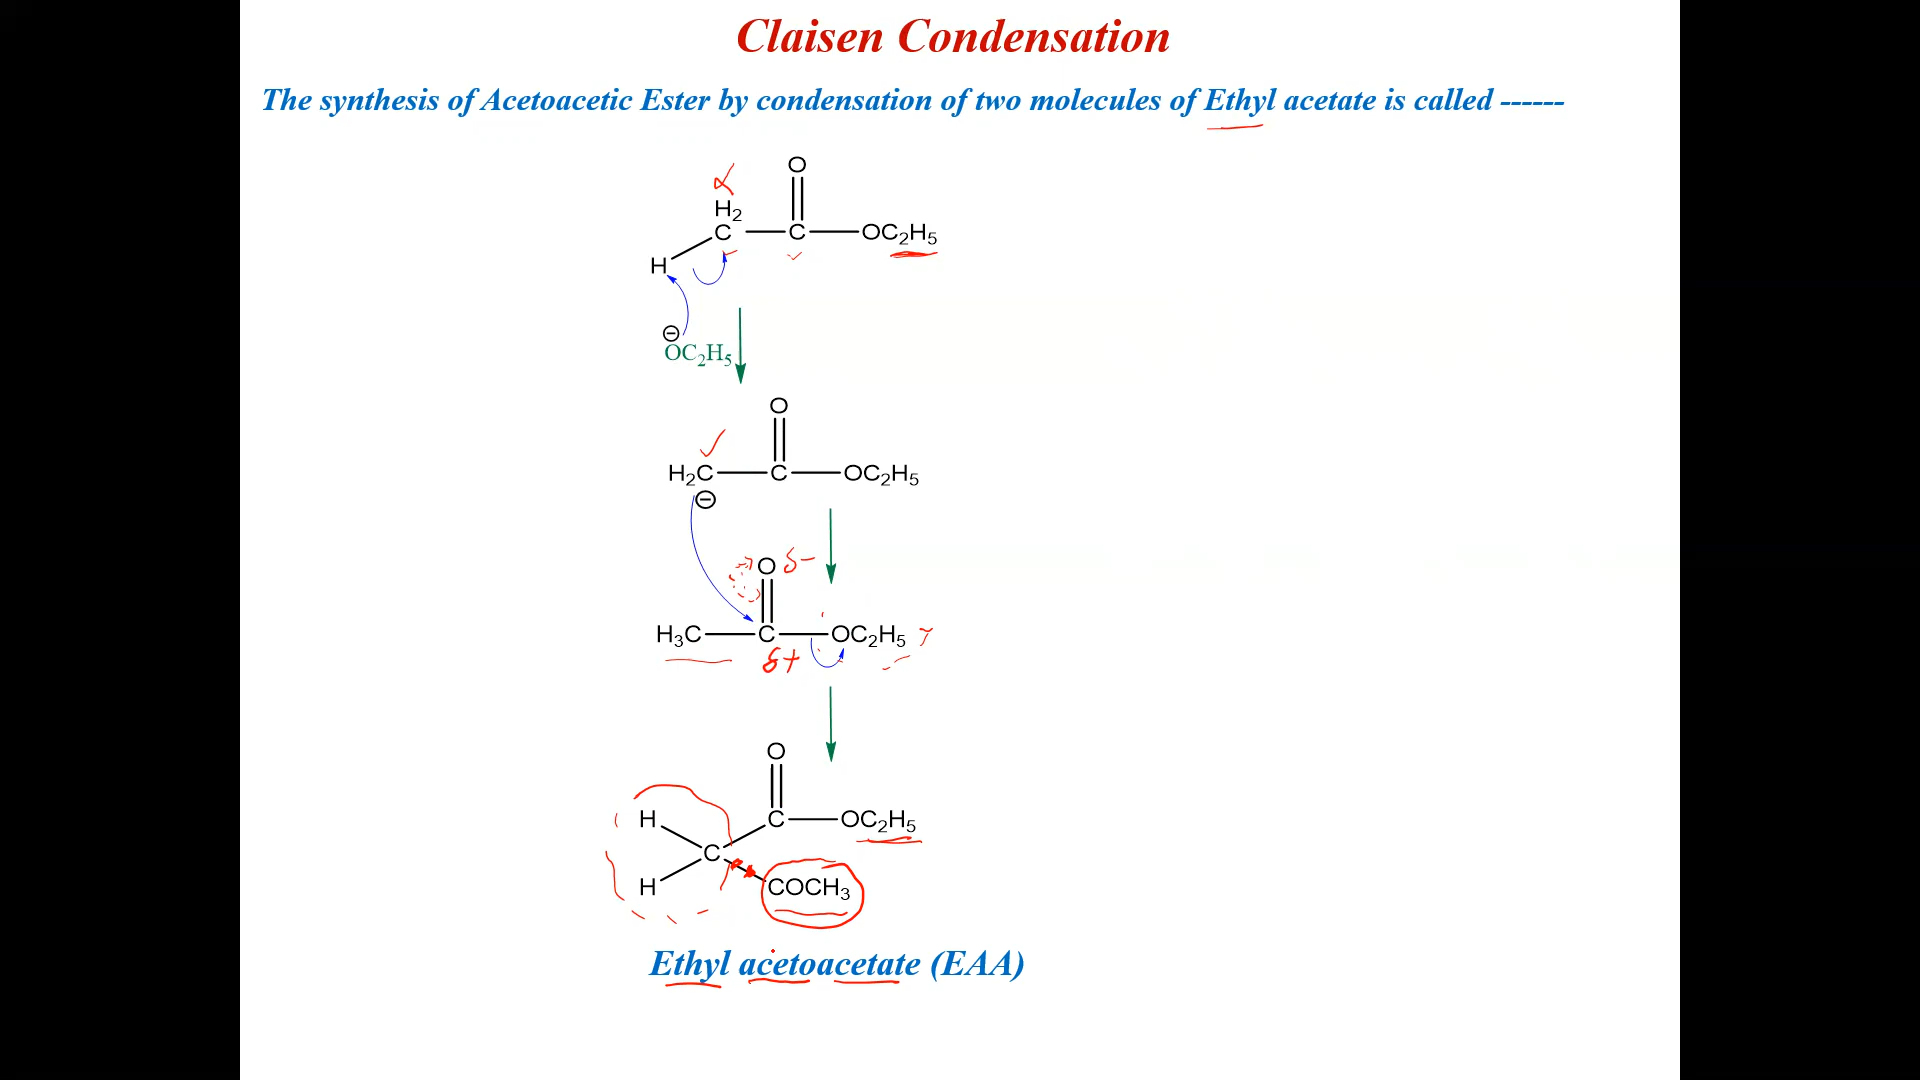 Claisen Condensation
The synthesis of Acetoacetic Ester by condensation of two molecules of Ethyl acetate is called ------
O
α
H₂
C C OC₂H₅
H
⊖
OC₂H₅
O
H₂C C OC₂H₅
⊖
O δ-
H₃C C OC₂H₅
δ+
O
H C OC₂H₅
C
H COCH₃
Ethyl acetoacetate (EAA)